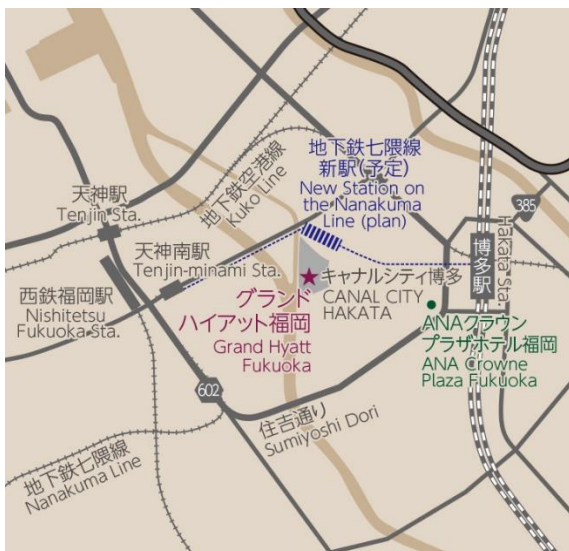 地下鉄七隈線
新駅(予定)
New Station on
the Nanakuma
Line (plan)
385
天神駅
Tenjin Sta.
地下鉄空港線
Kuko Line
天神南駅
Tenjin-minami Sta.
博多駅
Hakata Sta.
西鉄福岡駅
Nishitetsu
Fukuoka Sta.
キャナルシティ博多
CANAL CITY
HAKATA
グランド
ハイアット福岡
Grand Hyatt
Fukuoka
ANAクラウン
プラザホテル福岡
ANA Crowne
Plaza Fukuoka
602
住吉通り
Sumiyoshi Dori
地下鉄七隈線
Nanakuma Line